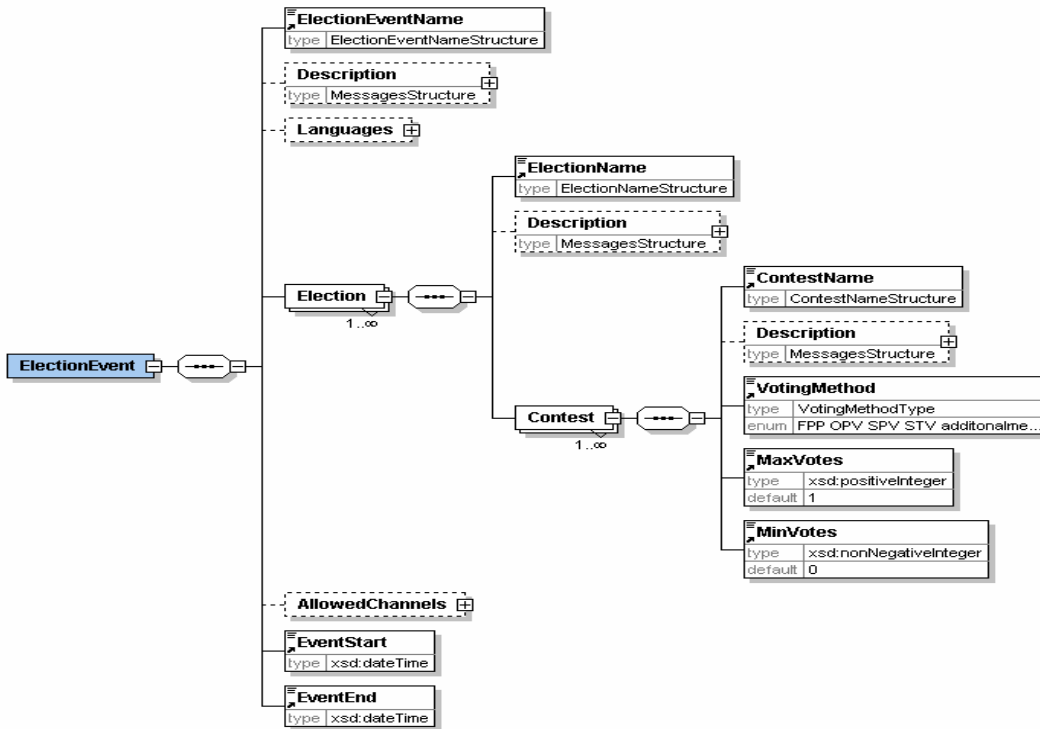 ElectionEventName
type ElectionEventNameStructure
Description
type MessagesStructure
Languages
ElectionName
type ElectionNameStructure
Description
type MessagesStructure
Election
1..∞
ContestName
type ContestNameStructure
Description
type MessagesStructure
ElectionEvent
VotingMethod
type VotingMethodType
enum FPP OPV SPV STV additonalme...
Contest
1..∞
MaxVotes
type xsd:positiveInteger
default 1
MinVotes
type xsd:nonNegativeInteger
default 0
AllowedChannels
EventStart
type xsd:dateTime
EventEnd
type xsd:dateTime